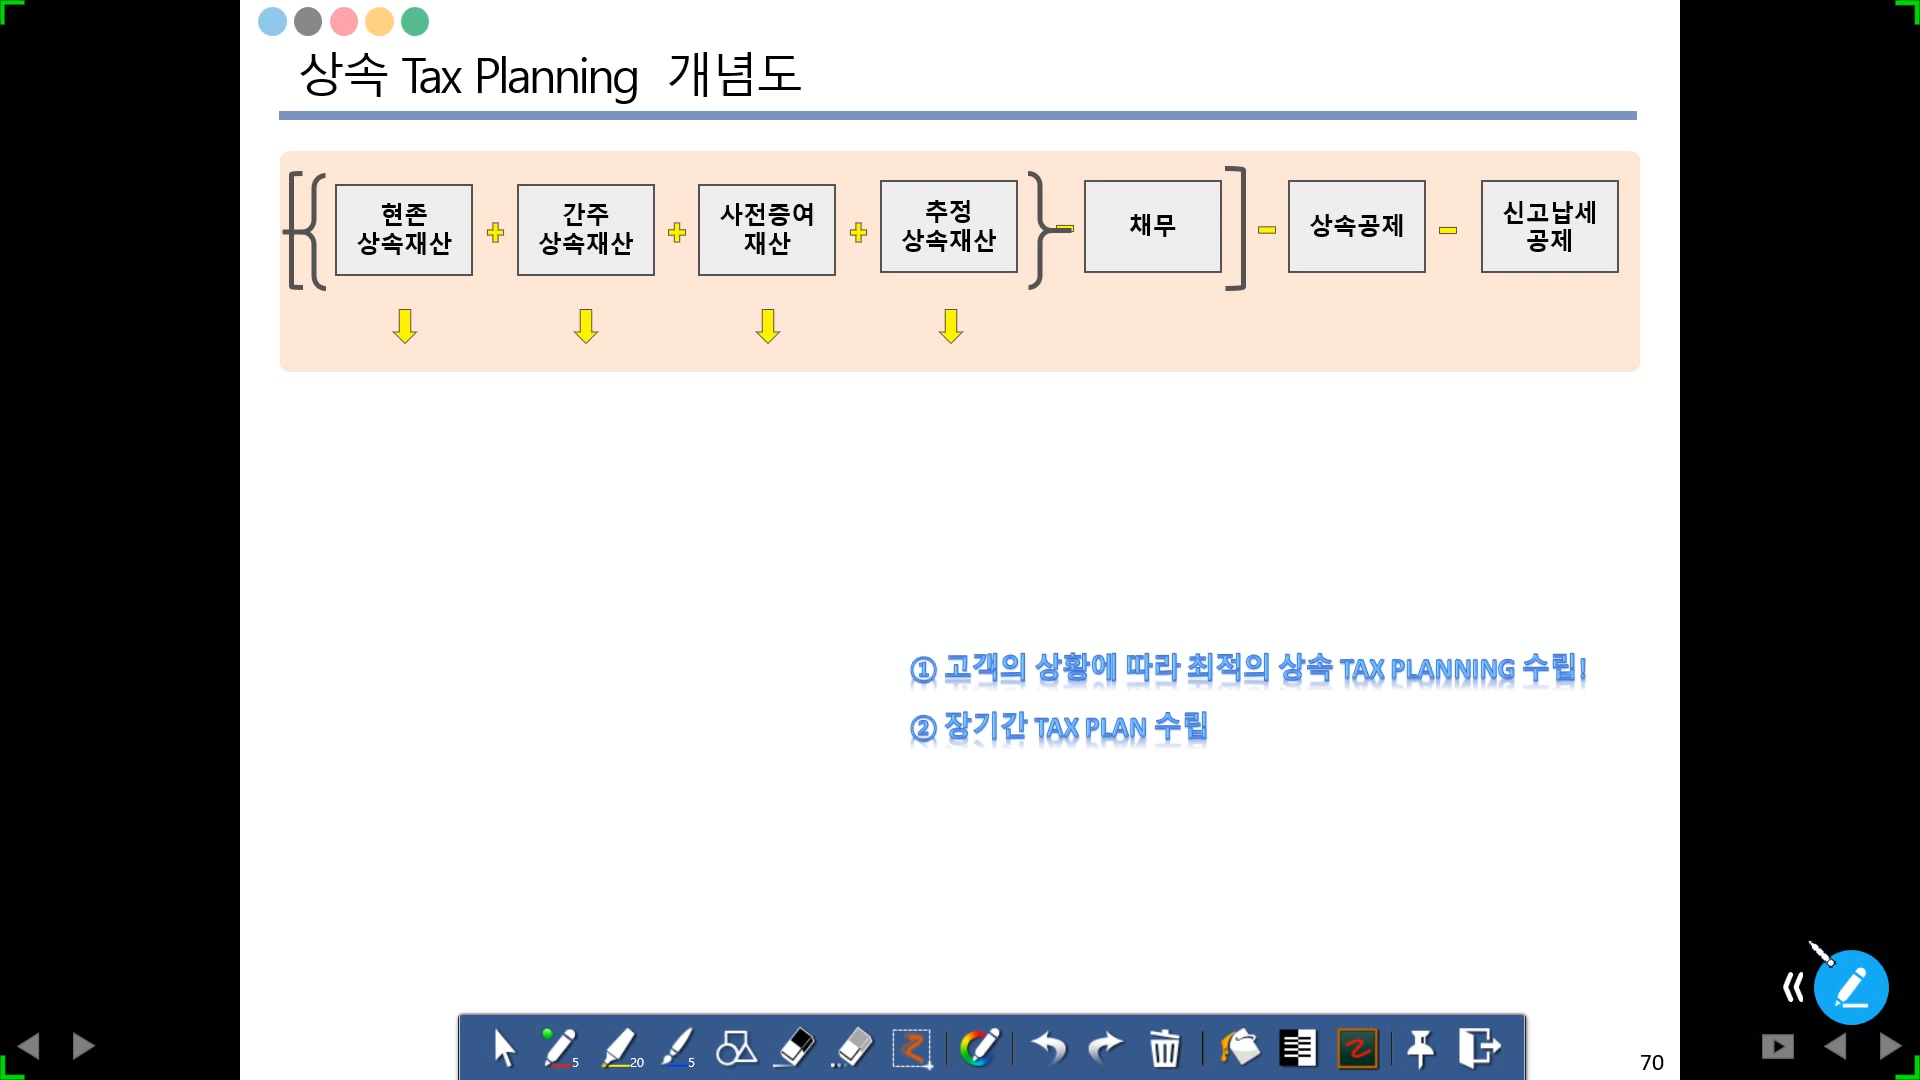 상속 Tax Planning 개념도
현존
상속재산
간주
상속재산
사전증여
재산
추정
상속재산
채무
상속공제
신고납세
공제
① 고객의 상황에 따라 최적의 상속 TAX PLANNING 수립!
② 장기간 TAX PLAN 수립
5
20
5
70